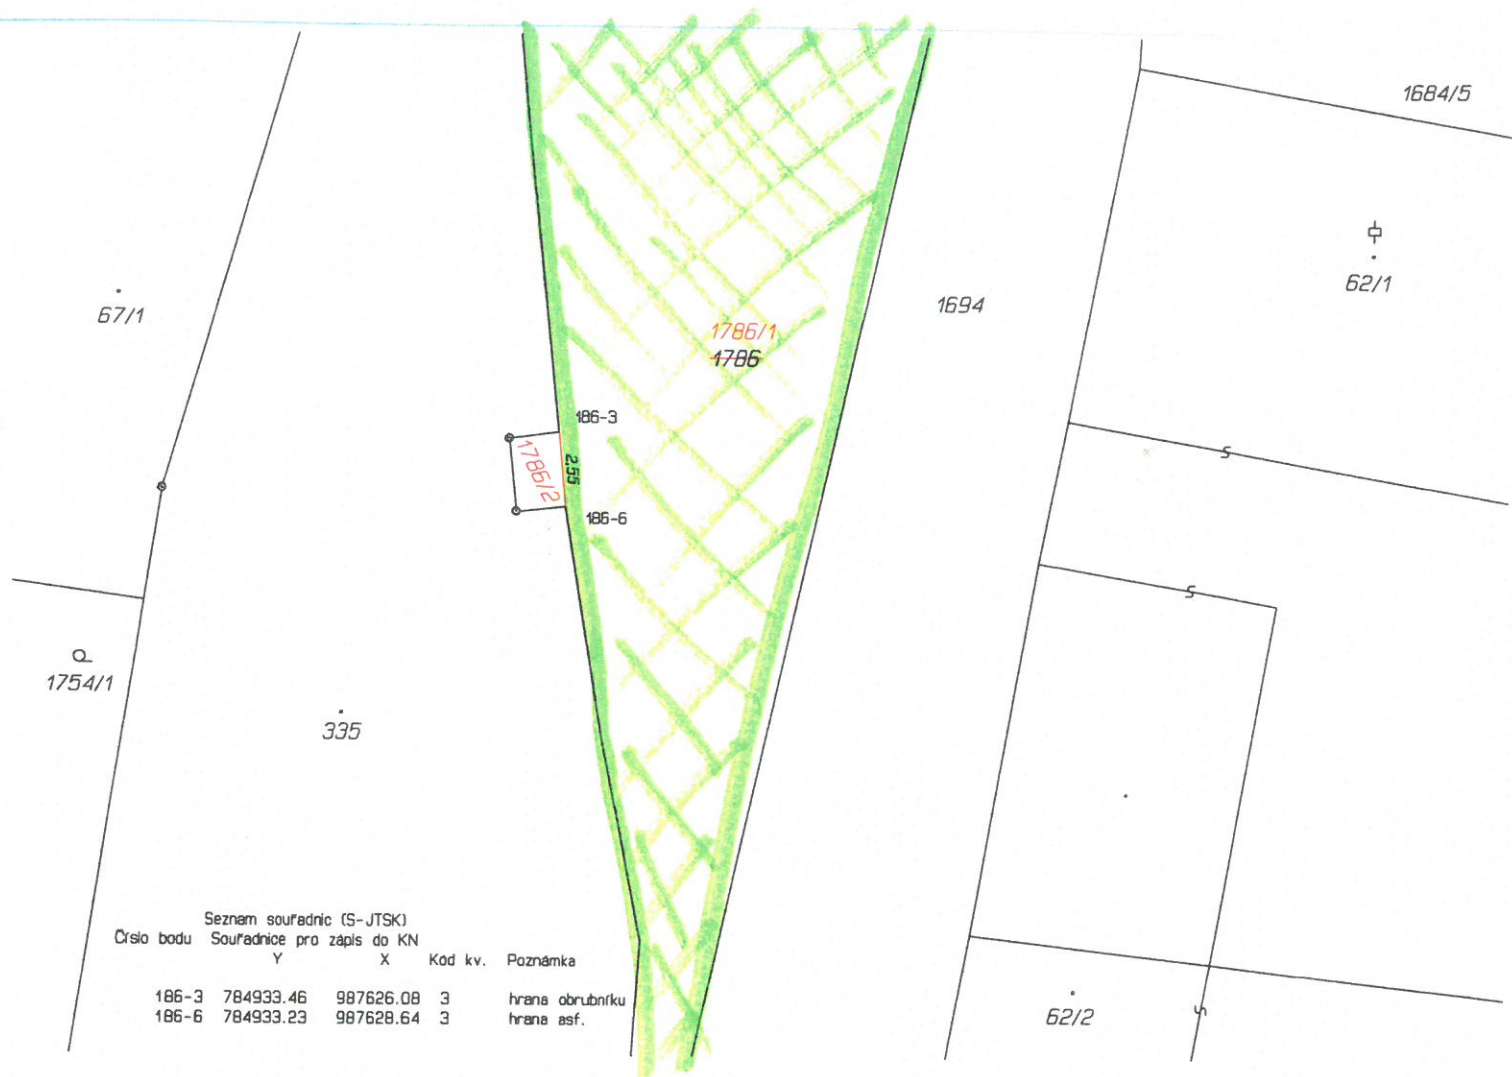 1684/5
62/1
67/1
1694
1786/1
1786
186-3
2.55
1786/2
186-6
1754/1
335
62/2
Seznam souřadnic (S-JTSK)
Číslo bodu Souřadnice pro zápis do KN
Y X Kód kv. Poznámka
186-3 784933.46 987626.08 3 hrana obrubníku
186-6 784933.23 987628.64 3 hrana asf.